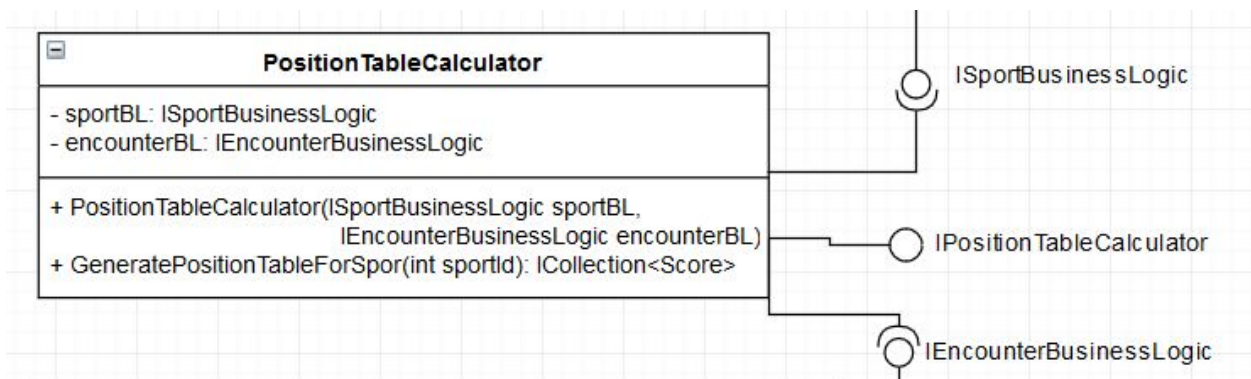 PositionTableCalculator
- sportBL: ISportBusinessLogic
- encounterBL: IEncounterBusinessLogic
+ PositionTableCalculator(ISportBusinessLogic sportBL,
IEncounterBusinessLogic encounterBL)
+ GeneratePositionTableForSpor(int sportId): ICollection<Score>
ISportBusinessLogic
IPositionTableCalculator
IEncounterBusinessLogic